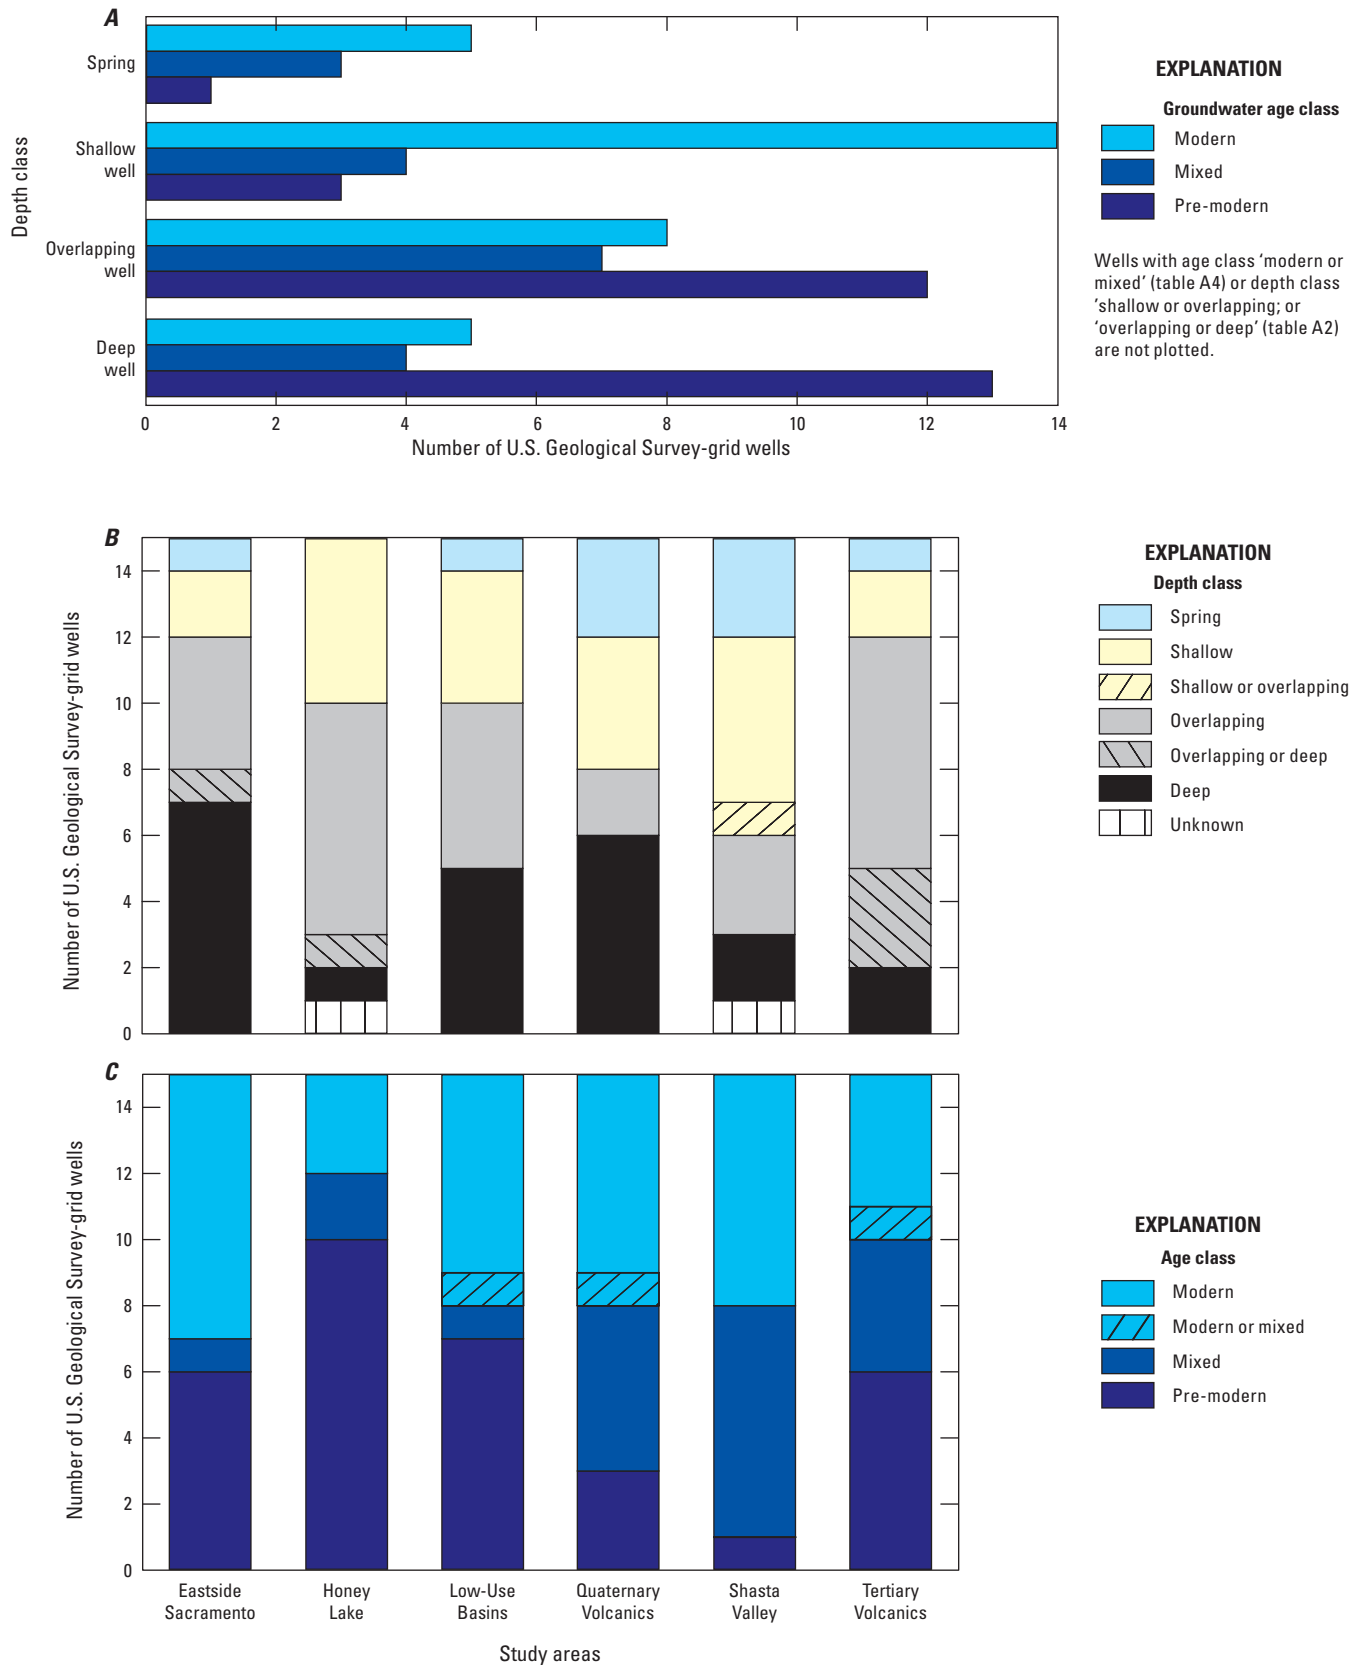 A
Depth class
Spring
Shallow
well
Overlapping
well
Deep
well
0 2 4 6 8 10 12 14
Number of U.S. Geological Survey-grid wells
EXPLANATION
Groundwater age class
Modern
Mixed
Pre-modern
Wells with age class ‘modern or
mixed’ (table A4) or depth class
’shallow or overlapping; or
‘overlapping or deep’ (table A2)
are not plotted.
B
Number of U.S. Geological Survey-grid wells
14
12
10
8
6
4
2
0
EXPLANATION
Depth class
Spring
Shallow
Shallow or overlapping
Overlapping
Overlapping or deep
Deep
Unknown
C
Number of U.S. Geological Survey-grid wells
14
12
10
8
6
4
2
0
Eastside
Sacramento
Honey
Lake
Low-Use
Basins
Quaternary
Volcanics
Shasta
Valley
Tertiary
Volcanics
Study areas
EXPLANATION
Age class
Modern
Modern or mixed
Mixed
Pre-modern